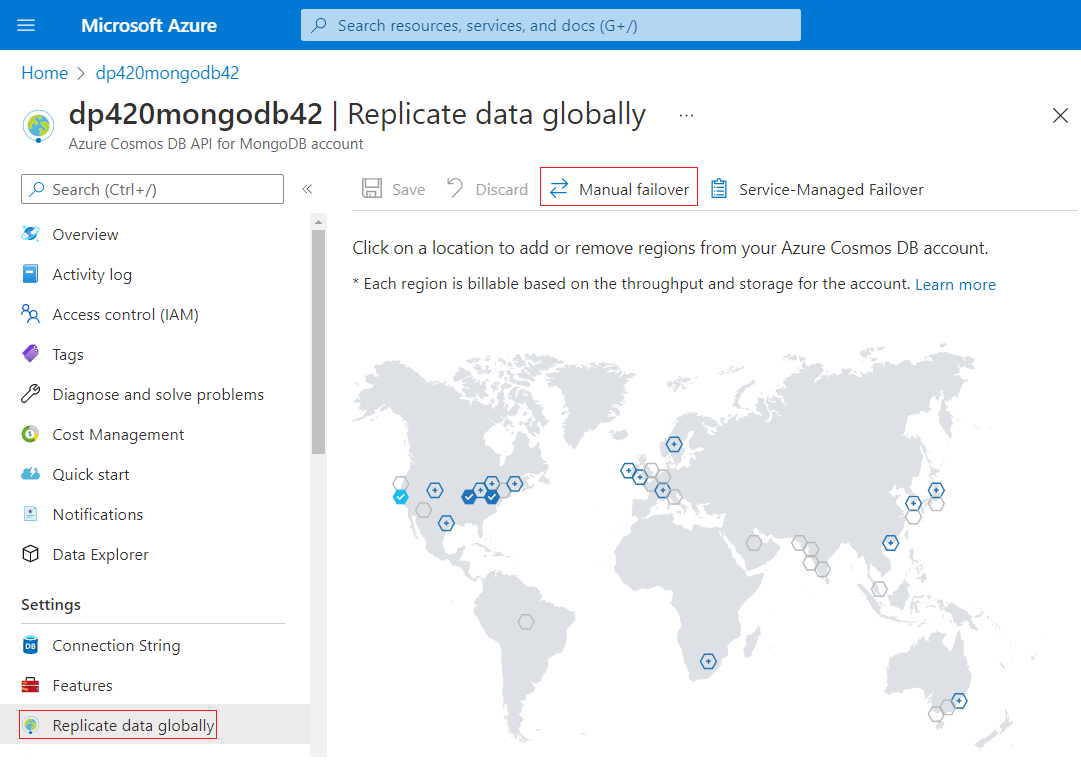 Microsoft Azure
Search resources, services, and docs (G+/)
Home > dp420mongodb42
dp420mongodb42 | Replicate data globally ...
Azure Cosmos DB API for MongoDB account
Search (Ctrl+/)
«
Save
Discard
Manual failover
Service-Managed Failover
Overview
Activity log
Access control (IAM)
Tags
Diagnose and solve problems
Cost Management
Quick start
Notifications
Data Explorer
Settings
DB
Connection String
Features
Replicate data globally
Click on a location to add or remove regions from your Azure Cosmos DB account.
* Each region is billable based on the throughput and storage for the account. Learn more